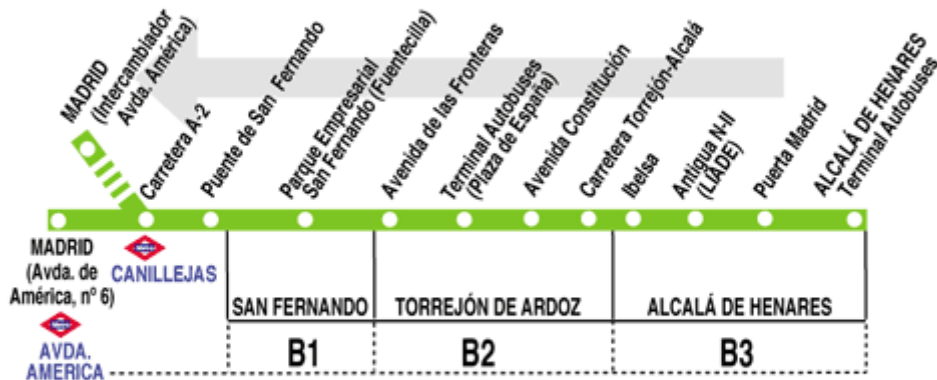 MADRID
(Intercambiador
Avda. América)
Carretera A-2
Puente de San Fernando
Parque Empresarial
San Fernando (Fuentecilla)
Avenida de las Fronteras
Terminal Autobuses
(Plaza de España)
Avenida Constitución
Carretera Torrejón-Alcalá
Ibelsa
Antigua N-II
(LÍADE)
Puerta Madrid
ALCALÁ DE HENARES
Terminal Autobuses
MADRID
(Avda. de
América, nº 6)
CANILLEJAS
AVDA.
AMERICA
SAN FERNANDO
TORREJÓN DE ARDOZ
ALCALÁ DE HENARES
B1
B2
B3